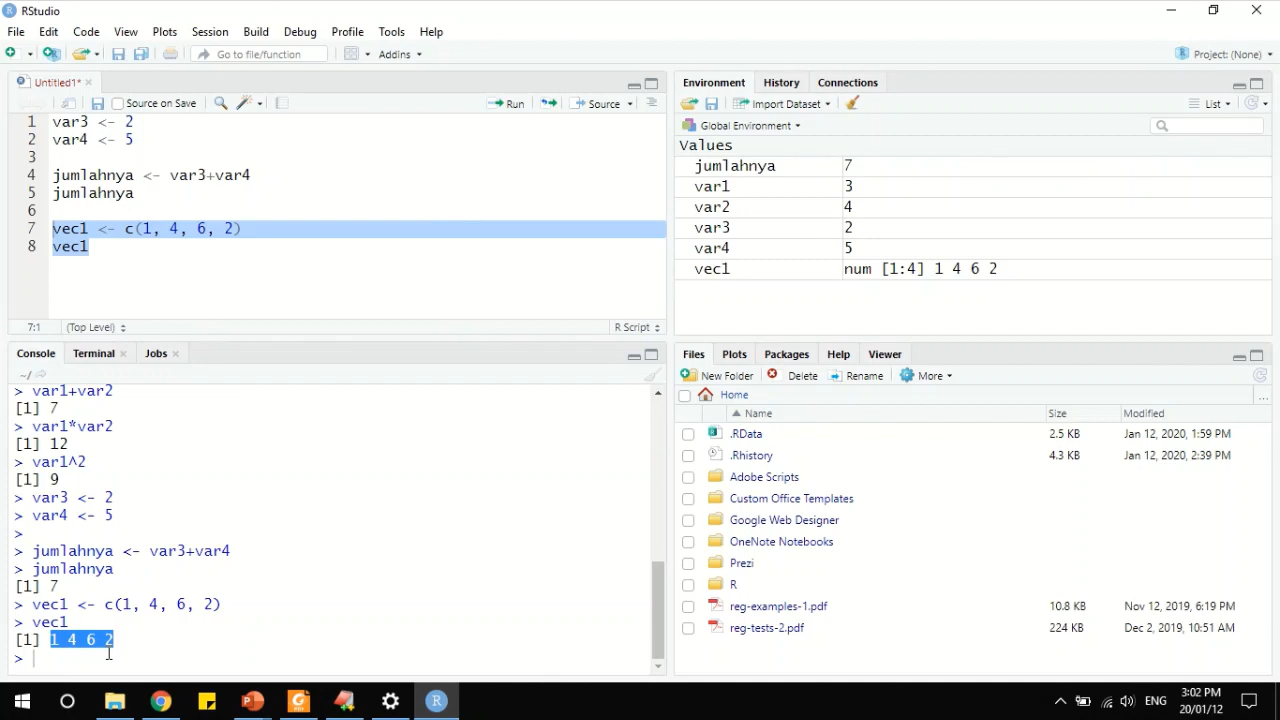 RStudio
File Edit Code View Plots Session Build Debug Profile Tools Help
Go to file/function Addins Project: (None)
Untitled1*
Source on Save Run Source
1 var3 <- 2
2 var4 <- 5
3
4 jumlahnya <- var3+var4
5 jumlahnya
6
7 vec1 <- c(1, 4, 6, 2)
8 vec1
7:1 (Top Level) R Script
Console Terminal Jobs
~/
> var1+var2
[1] 7
> var1*var2
[1] 12
> var1^2
[1] 9
> var3 <- 2
> var4 <- 5
>
> jumlahnya <- var3+var4
> jumlahnya
[1] 7
> vec1 <- c(1, 4, 6, 2)
> vec1
[1] 1 4 6 2
>
Environment History Connections
Import Dataset List
Global Environment
Values
jumlahnya 7
var1 3
var2 4
var3 2
var4 5
vec1 num [1:4] 1 4 6 2
Files Plots Packages Help Viewer
New Folder Delete Rename More
Home ...
Name Size Modified
.RData 2.5 KB Jan 12, 2020, 1:59 PM
.Rhistory 4.3 KB Jan 12, 2020, 2:39 PM
Adobe Scripts
Custom Office Templates
Google Web Designer
OneNote Notebooks
Prezi
R
reg-examples-1.pdf 10.8 KB Nov 12, 2019, 6:19 PM
reg-tests-2.pdf 224 KB Dec 2, 2019, 10:51 AM
ENG 3:02 PM
20/01/12